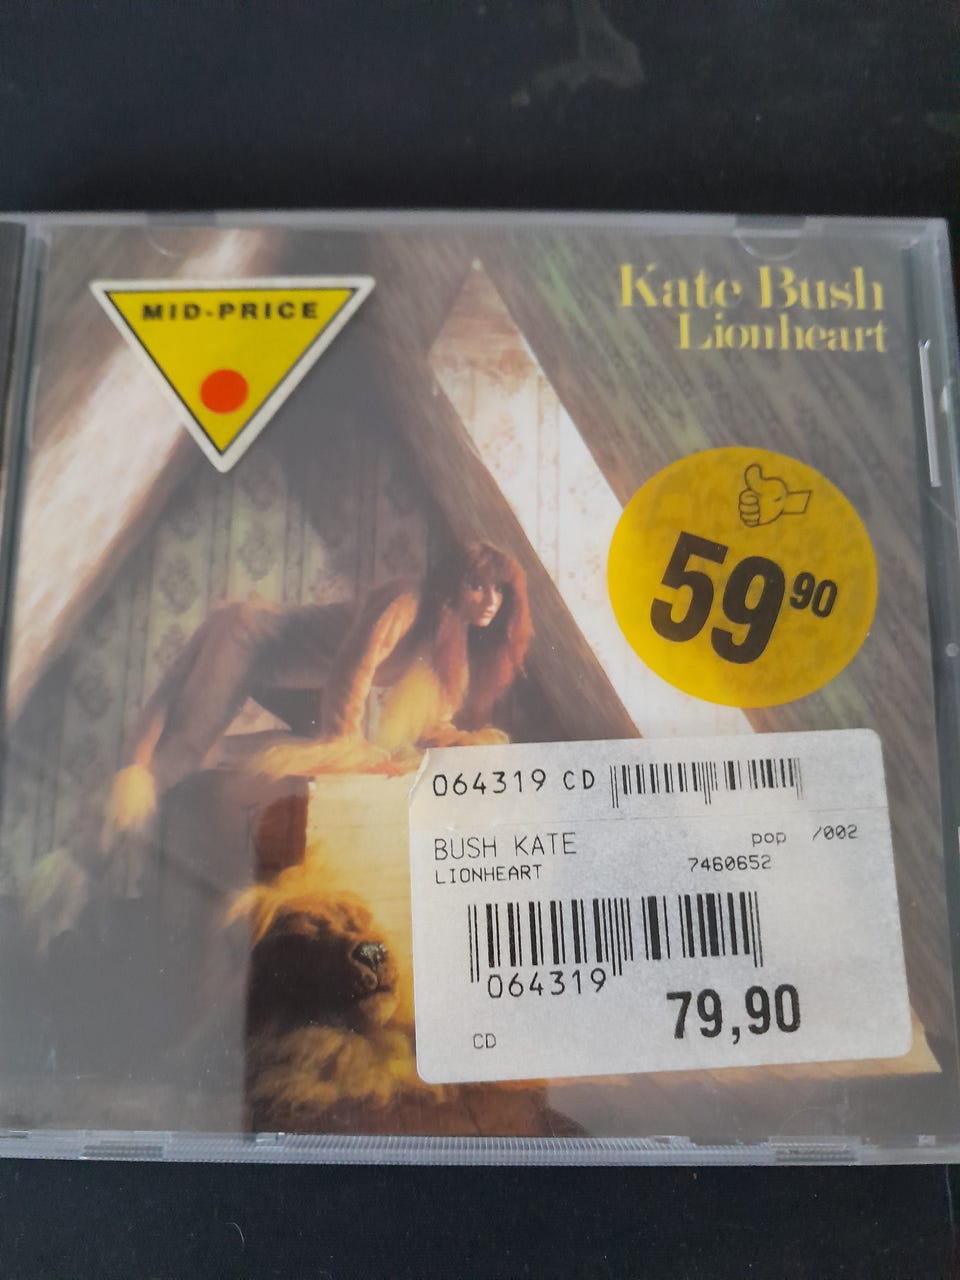 MID-PRICE
Kate Bush
Lionheart
59 90
064319 CD
BUSH KATE
pop /002
LIONHEART
7460652
064319
79,90
CD